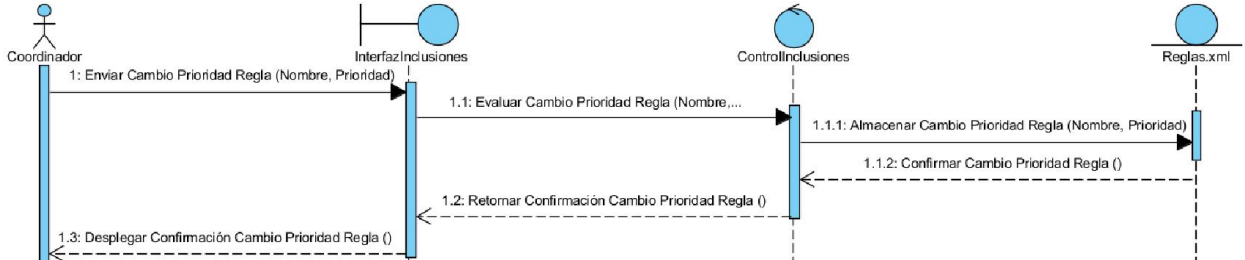 Coordinador
InterfazInclusiones
ControlInclusiones
Reglas.xml
1: Enviar Cambio Prioridad Regla (Nombre, Prioridad)
1.1: Evaluar Cambio Prioridad Regla (Nombre,...
1.1.1: Almacenar Cambio Prioridad Regla (Nombre, Prioridad)
1.1.2: Confirmar Cambio Prioridad Regla ()
1.2: Retornar Confirmación Cambio Prioridad Regla ()
1.3: Desplegar Confirmación Cambio Prioridad Regla ()